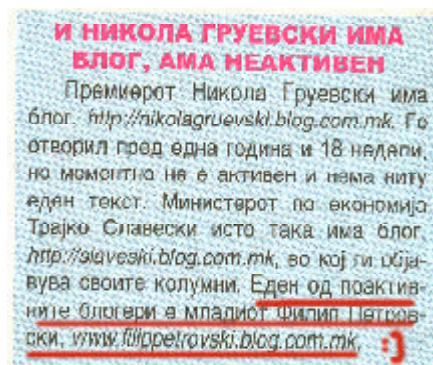 И НИКОЛА ГРУЕВСКИ ИМА
БЛОГ, АМА НЕАКТИВЕН
Премиерот Никола Груевски има
блог. http://nikolagruevski.blog.com.mk. Го
отворил пред една година и 18 недели,
но моментно не е активен и нема ниту
еден текст. Министерот по економија
Трајко Славески исто така има блог.
http://slaveski.blog.com.mk, во кој ги обја-
вува своите колумни. Еден од поактив-
ните блогери е младиот Филип Петров-
ски, www.filippetrovski.blog.com.mk.
:)